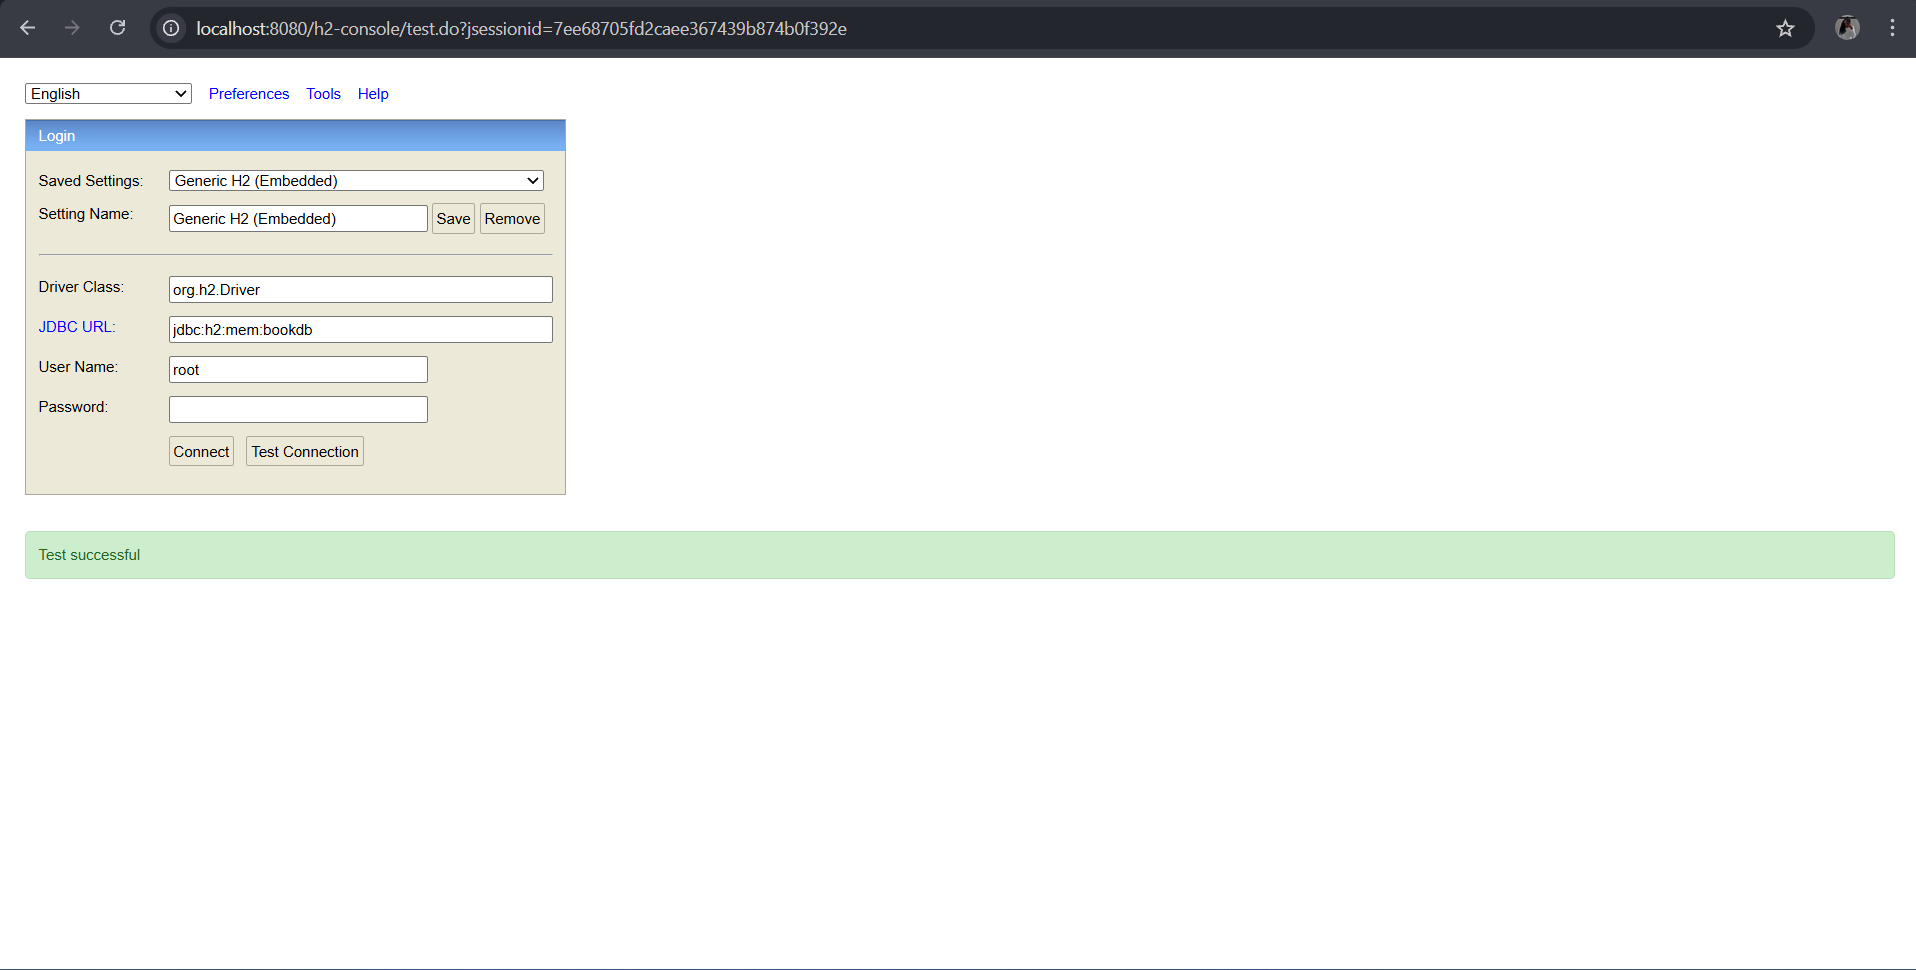 localhost:8080/h2-console/test.do?jsessionid=7ee68705fd2caee367439b874b0f392e
English Preferences Tools Help
Login
Saved Settings: Generic H2 (Embedded)
Setting Name: Generic H2 (Embedded) Save Remove
Driver Class: org.h2.Driver
JDBC URL: jdbc:h2:mem:bookdb
User Name: root
Password:
Connect Test Connection
Test successful